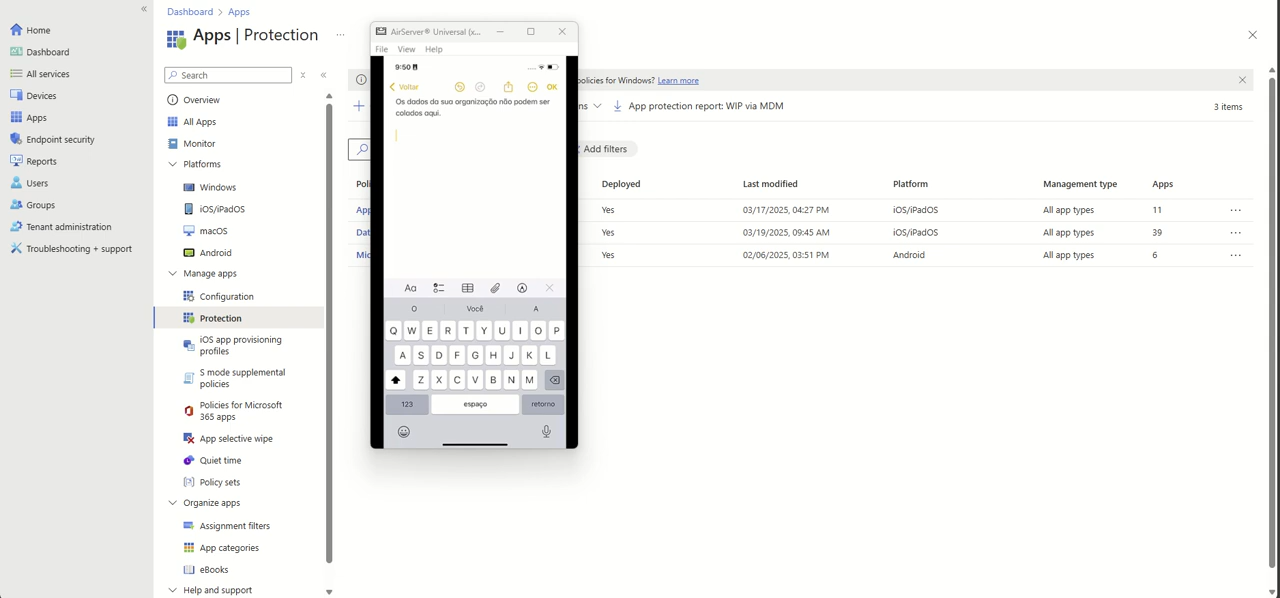 Dashboard > Apps
Apps | Protection
Home
Dashboard
All services
Devices
Apps
Endpoint security
Reports
Users
Groups
Tenant administration
Troubleshooting + support
Search
Overview
All Apps
Monitor
Platforms
Windows
iOS/iPadOS
macOS
Android
Manage apps
Configuration
Protection
iOS app provisioning
profiles
S mode supplemental
policies
Policies for Microsoft
365 apps
App selective wipe
Quiet time
Policy sets
Organize apps
Assignment filters
App categories
eBooks
Help and support
AirServer® Universal (x...
File View Help
9:50
Voltar
OK
Os dados da sua organização não podem ser
colados aqui.
Aa
O Você A
Q W E R T Y U I O P
A S D F G H J K L
Z X C V B N M
123 espaço retorno
policies for Windows? Learn more
ns App protection report: WIP via MDM
3 items
Add filters
Poli Deployed Last modified Platform Management type Apps
App Yes 03/17/2025, 04:27 PM iOS/iPadOS All app types 11
Dat Yes 03/19/2025, 09:45 AM iOS/iPadOS All app types 39
Mic Yes 02/06/2025, 03:51 PM Android All app types 6